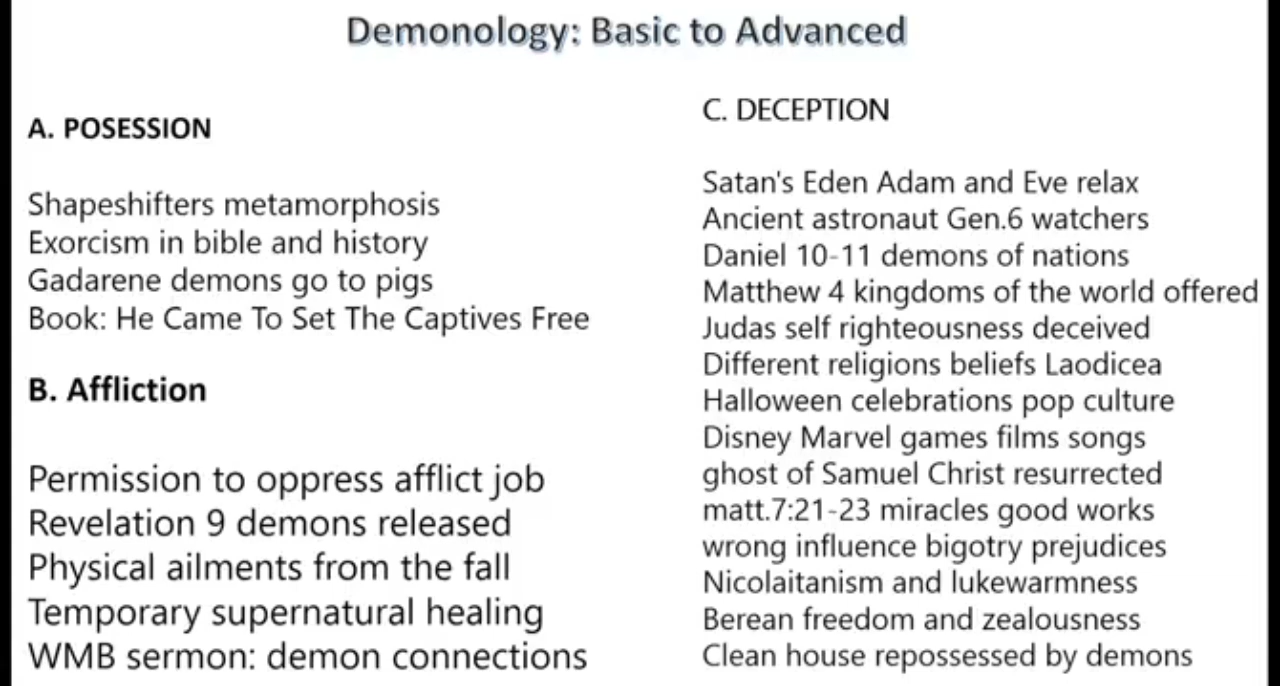 Demonology: Basic to Advanced
A. POSESSION
Shapeshifters metamorphosis
Exorcism in bible and history
Gadarene demons go to pigs
Book: He Came To Set The Captives Free
B. Affliction
Permission to oppress afflict job
Revelation 9 demons released
Physical ailments from the fall
Temporary supernatural healing
WMB sermon: demon connections
C. DECEPTION
Satan's Eden Adam and Eve relax
Ancient astronaut Gen.6 watchers
Daniel 10-11 demons of nations
Matthew 4 kingdoms of the world offered
Judas self righteousness deceived
Different religions beliefs Laodicea
Halloween celebrations pop culture
Disney Marvel games films songs
ghost of Samuel Christ resurrected
matt.7:21-23 miracles good works
wrong influence bigotry prejudices
Nicolaitanism and lukewarmness
Berean freedom and zealousness
Clean house repossessed by demons